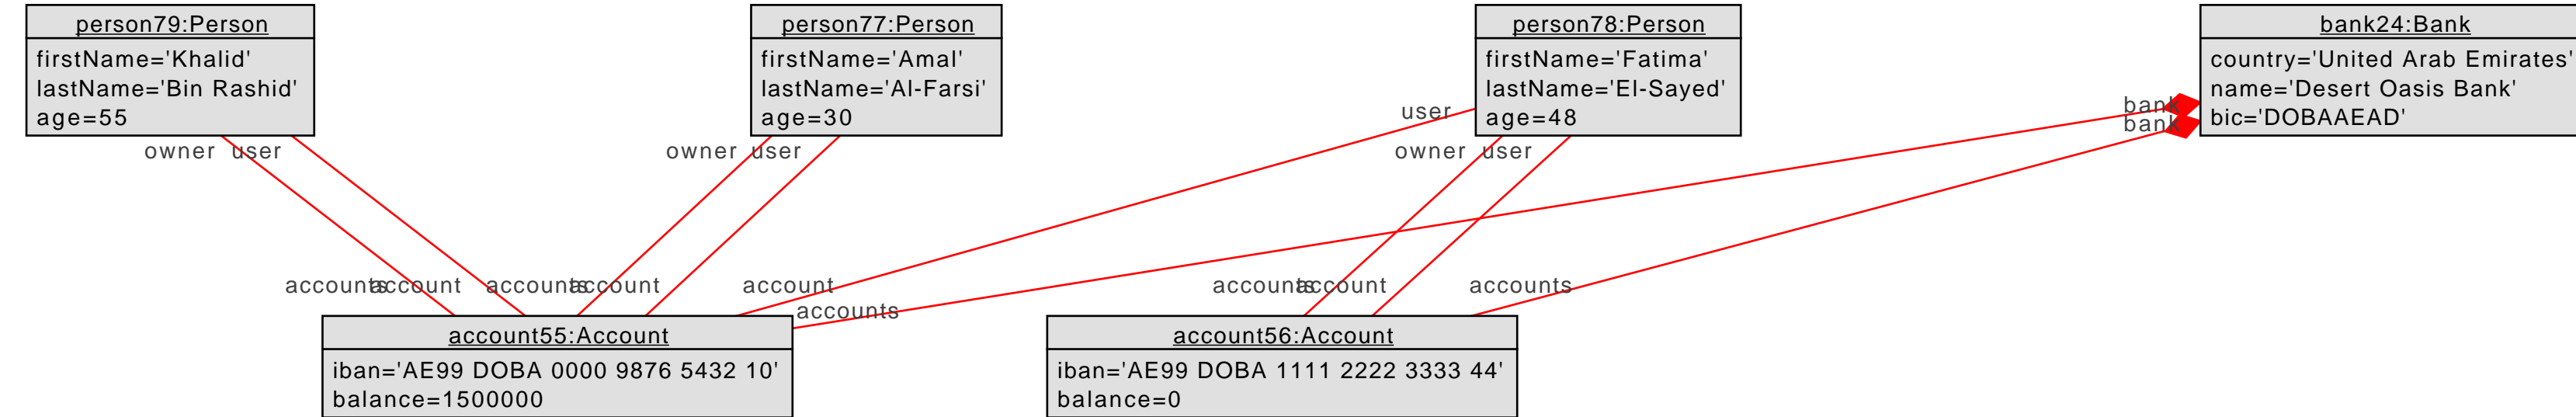 person79:Person
firstName='Khalid'
lastName='Bin Rashid'
age=55
person77:Person
firstName='Amal'
lastName='Al-Farsi'
age=30
person78:Person
firstName='Fatima'
lastName='El-Sayed'
age=48
bank24:Bank
country='United Arab Emirates'
name='Desert Oasis Bank'
bic='DOBAAEAD'
user
bank
bank
owner user
owner user
owner user
accounts account
accounts account
account
accounts
accounts account
accounts
account55:Account
iban='AE99 DOBA 0000 9876 5432 10'
balance=1500000
account56:Account
iban='AE99 DOBA 1111 2222 3333 44'
balance=0